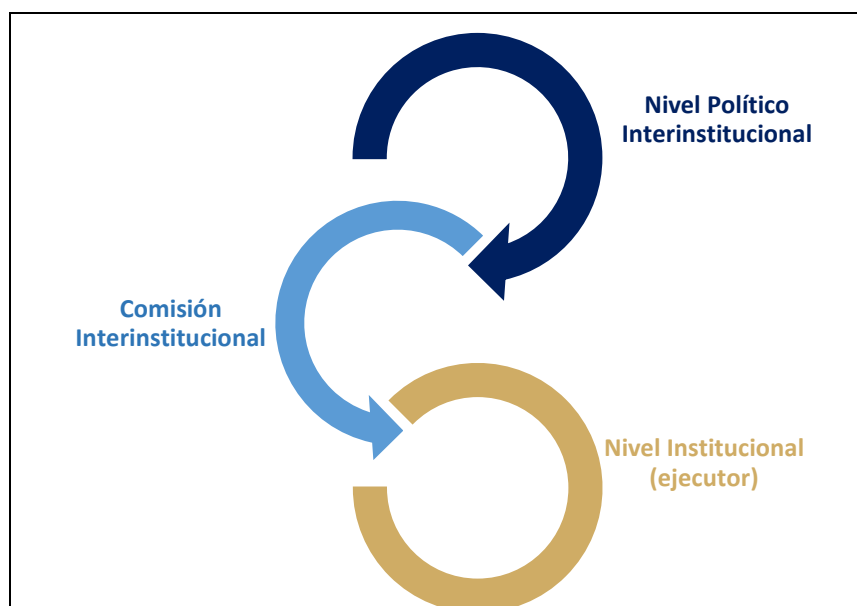 Nivel Político
Interinstitucional
Comisión
Interinstitucional
Nivel Institucional
(ejecutor)